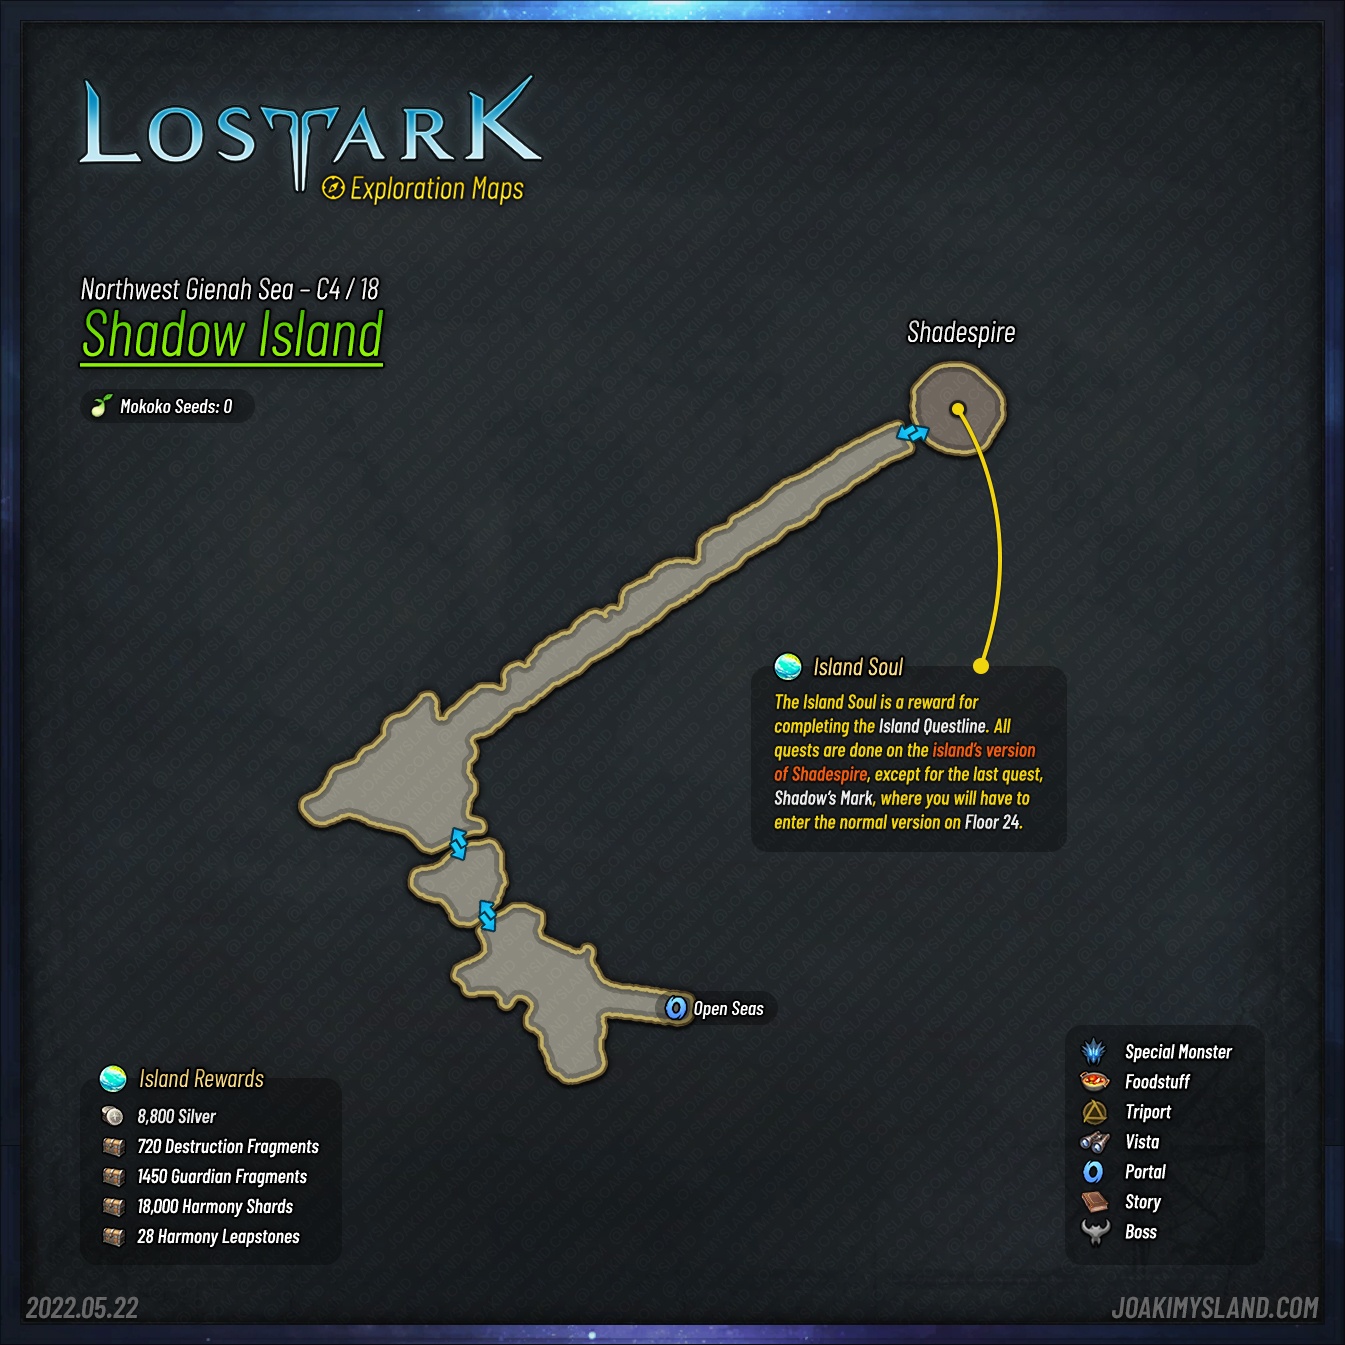 LOSTARK
Exploration Maps
Northwest Gienah Sea – C4 / 18
Shadow Island
Mokoko Seeds: 0
Shadespire
Island Soul
The Island Soul is a reward for
completing the Island Questline. All
quests are done on the island's version
of Shadespire, except for the last quest,
Shadow's Mark, where you will have to
enter the normal version on Floor 24.
Open Seas
Island Rewards
8,800 Silver
720 Destruction Fragments
1450 Guardian Fragments
18,000 Harmony Shards
28 Harmony Leapstones
Special Monster
Foodstuff
Triport
Vista
Portal
Story
Boss
2022.05.22
JOAKIMYSLAND.COM